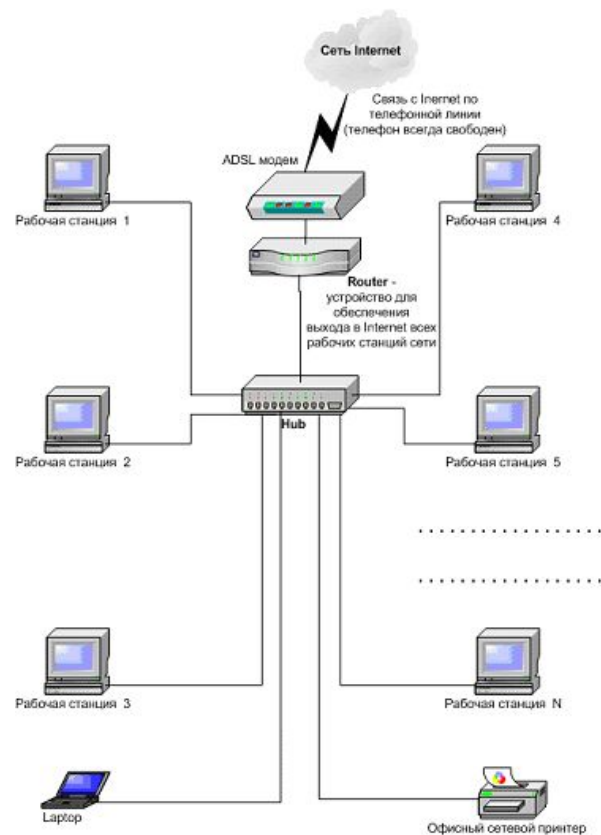 Сеть Internet
Связь с Inernet по
телефонной линии
(телефон всегда свободен)
ADSL модем
Рабочая станция 1
Рабочая станция 4
Router -
устройство для
обеспечения
выхода в Internet всех
рабочих станций сети
Hub
Рабочая станция 2
Рабочая станция 5
Рабочая станция 3
Рабочая станция N
Laptop
Офисный сетевой принтер